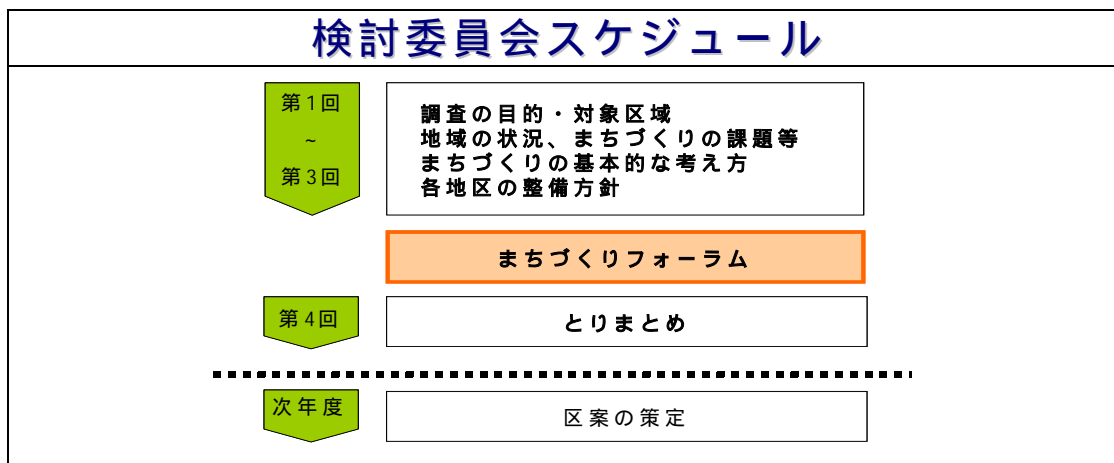 検討委員会スケジュール
第1回
~
第3回
調査の目的・対象区域
地域の状況、まちづくりの課題等
まちづくりの基本的な考え方
各地区の整備方針
まちづくりフォーラム
第4回
とりまとめ
次年度
区案の策定